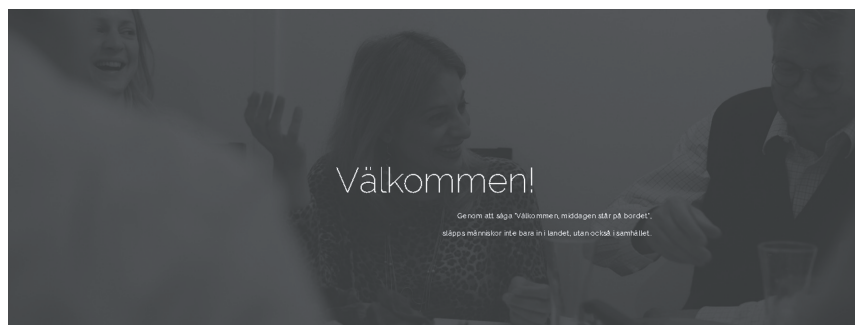 Välkommen!
Genom att säga "Välkommen, middagen står på bordet",
släpps människor inte bara in i landet, utan också i samhället.